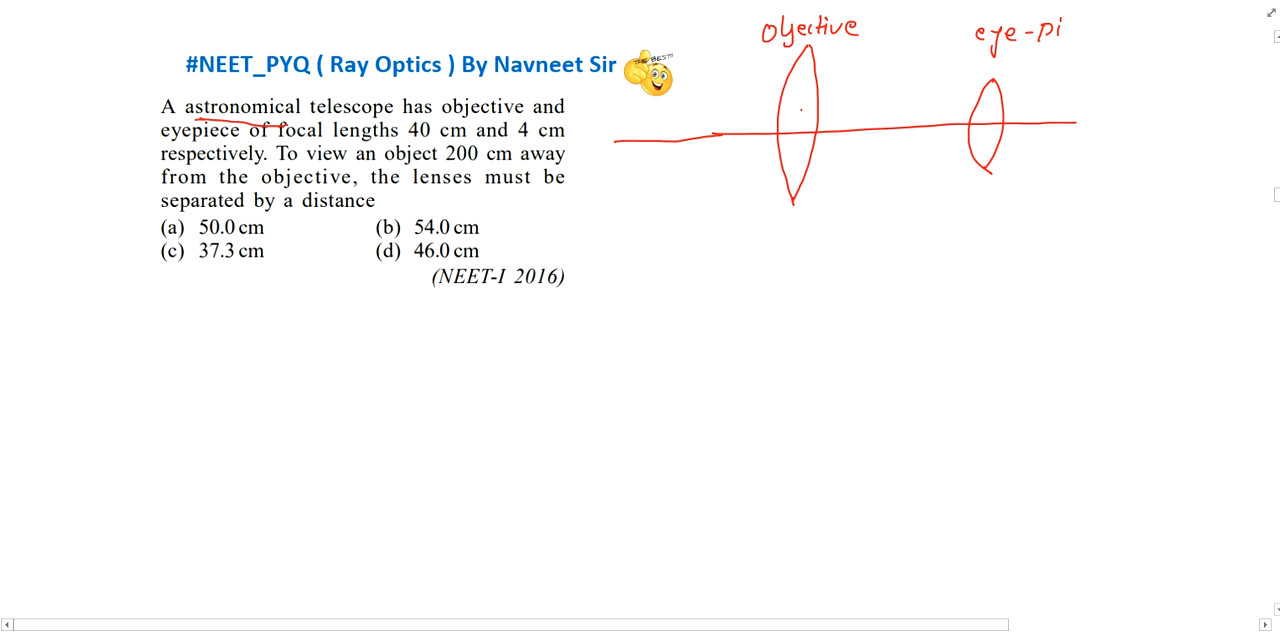 Objective
eye-pi
#NEET_PYQ ( Ray Optics ) By Navneet Sir
THE BEST!!!
A astronomical telescope has objective and
eyepiece of focal lengths 40 cm and 4 cm
respectively. To view an object 200 cm away
from the objective, the lenses must be
separated by a distance
(a) 50.0 cm (b) 54.0 cm
(c) 37.3 cm (d) 46.0 cm
(NEET-I 2016)